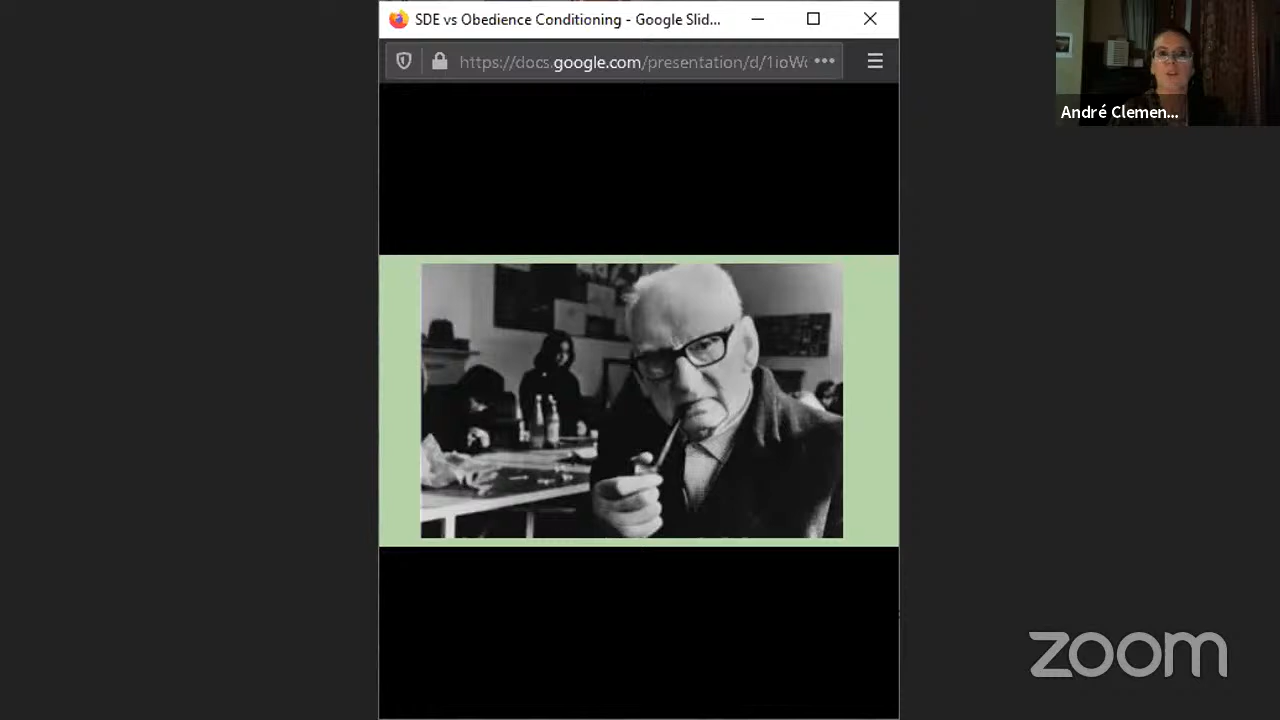 SDE vs Obedience Conditioning - Google Slid...
https://docs.google.com/presentation/d/1ioW
André Clemen...
zoom